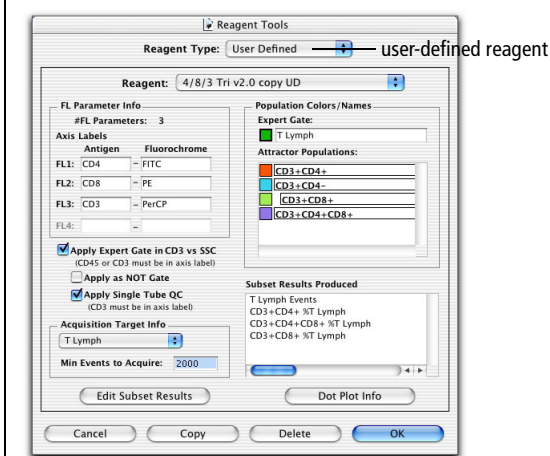 Reagent Tools
Reagent Type: User Defined
user-defined reagent
Reagent: 4/8/3 Tri v2.0 copy UD
FL Parameter Info
#FL Parameters: 3
Axis Labels
Antigen Fluorochrome
FL1: CD4 - FITC
FL2: CD8 - PE
FL3: CD3 - PerCP
FL4: -
Apply Expert Gate in CD3 vs SSC
(CD45 or CD3 must be in axis label)
Apply as NOT Gate
Apply Single Tube QC
(CD3 must be in axis label)
Acquisition Target Info
T Lymph
Min Events to Acquire: 2000
Population Colors/Names
Expert Gate:
T Lymph
Attractor Populations:
CD3+CD4+
CD3+CD4-
CD3+CD8+
CD3+CD4+CD8+
Subset Results Produced
T Lymph Events
CD3+CD4+ %T Lymph
CD3+CD4+CD8+ %T Lymph
CD3+CD8+ %T Lymph
Edit Subset Results
Dot Plot Info
Cancel
Copy
Delete
OK